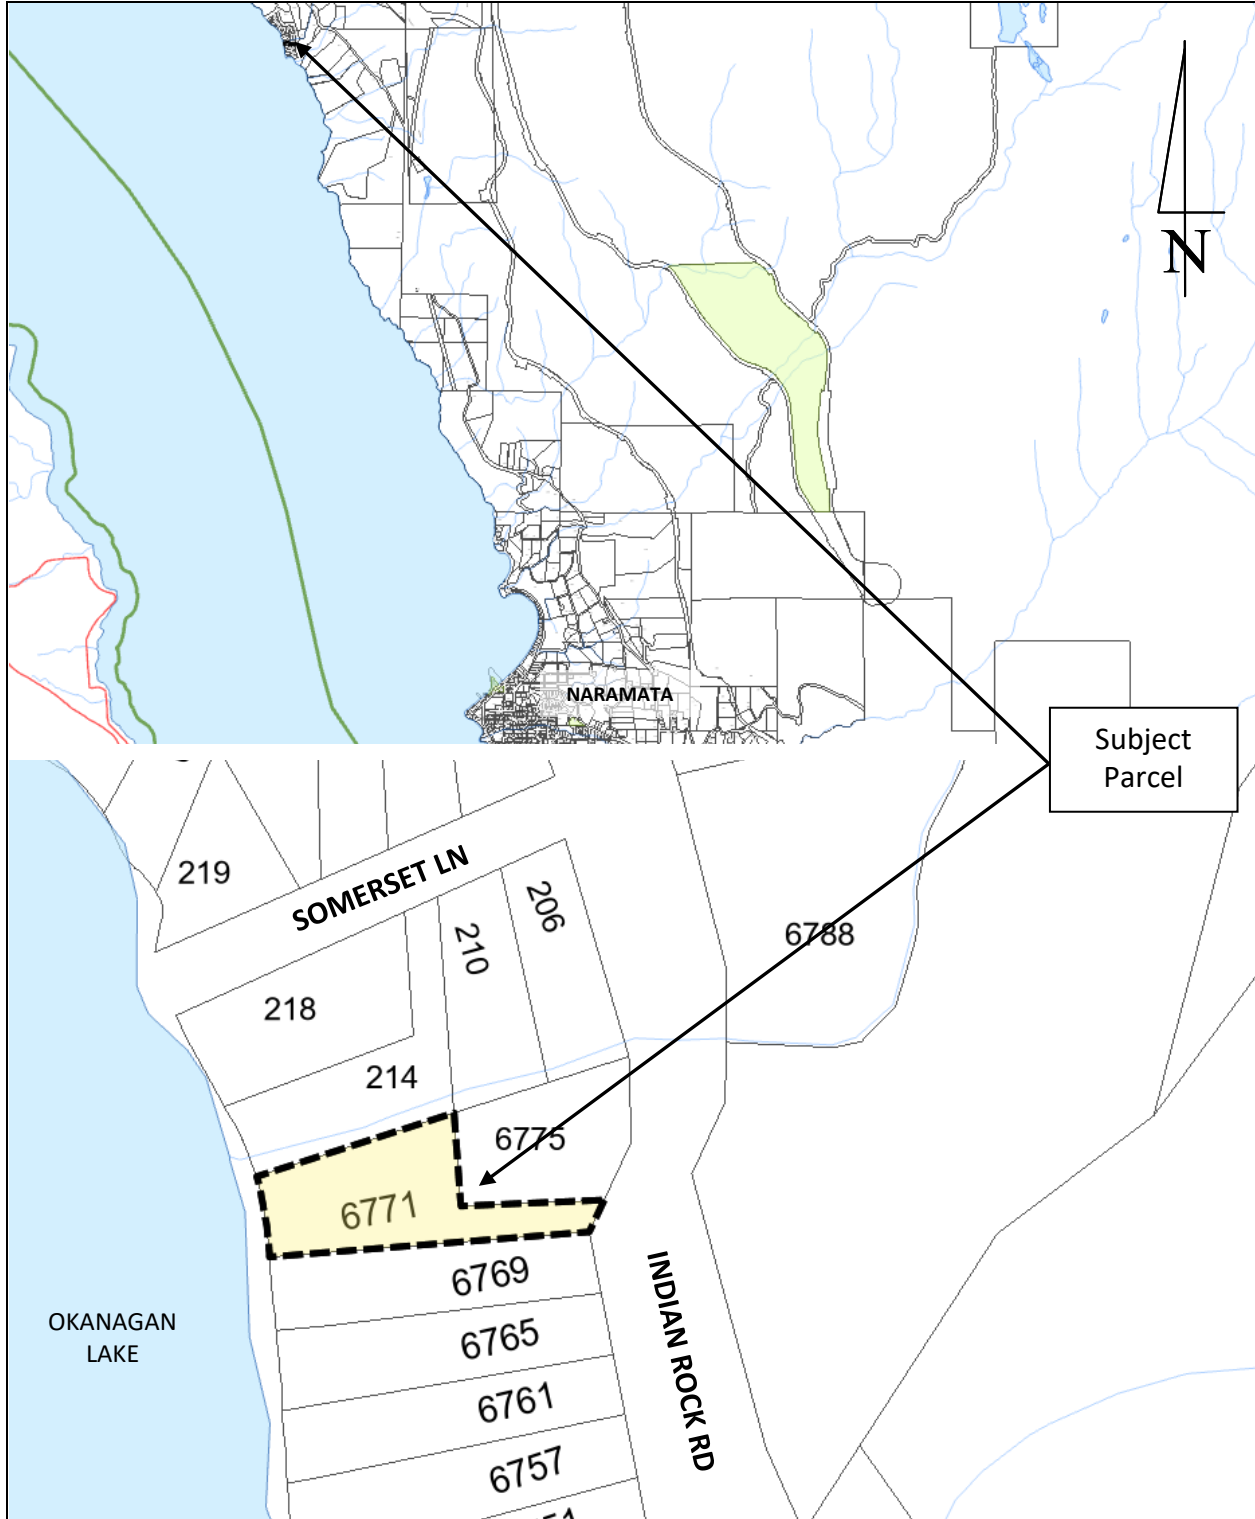 N
NARAMATA
Subject
Parcel
219
SOMERSET LN
206
210
6788
218
214
6775
6771
6769
INDIAN ROCK RD
OKANAGAN
LAKE
6765
6761
6757